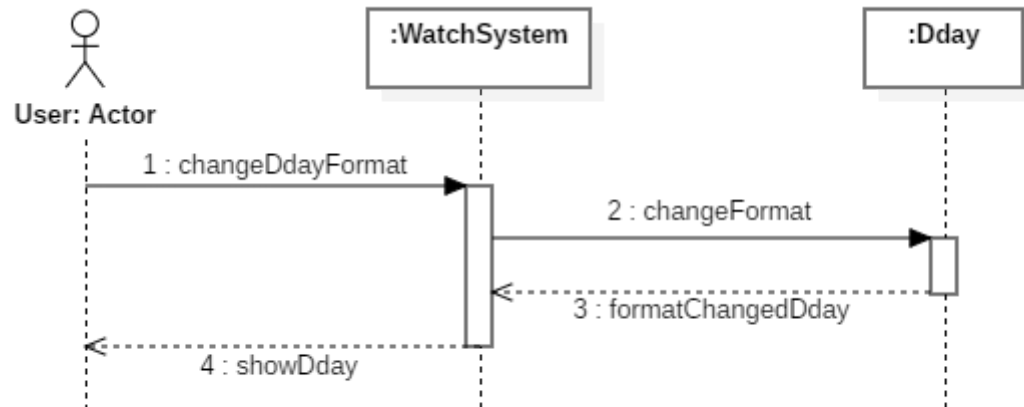 :WatchSystem
:Dday
User: Actor
1 : changeDdayFormat
2 : changeFormat
3 : formatChangedDday
4 : showDday